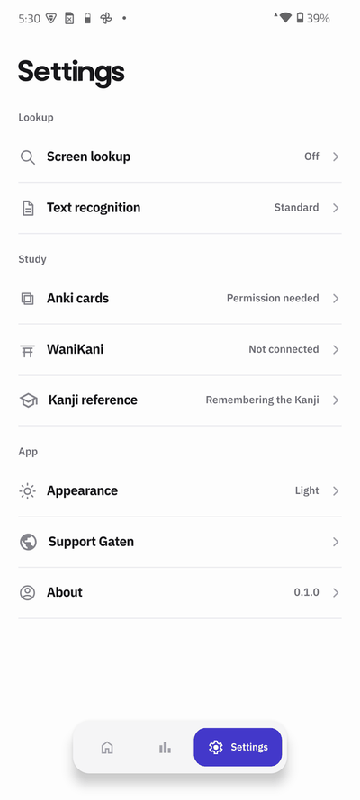 5:30
39%
Settings
Lookup
Screen lookup Off
Text recognition Standard
Study
Anki cards Permission needed
WaniKani Not connected
Kanji reference Remembering the Kanji
App
Appearance Light
Support Gaten
About 0.1.0
Settings